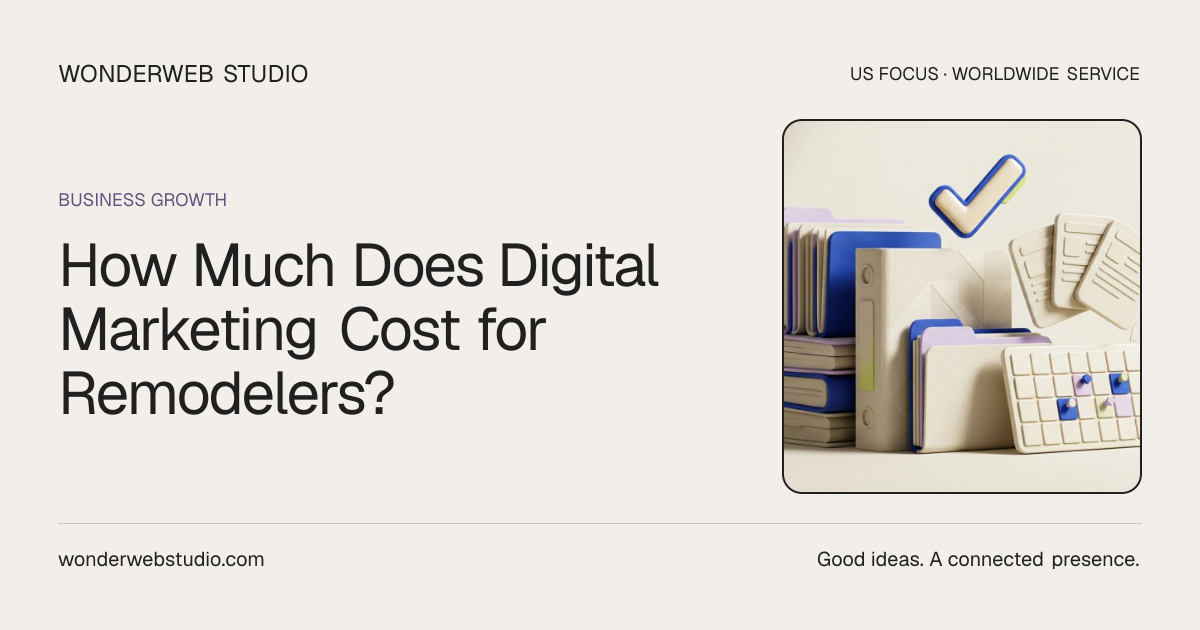 WONDERWEB STUDIO
US FOCUS · WORLDWIDE SERVICE
BUSINESS GROWTH
How Much Does Digital
Marketing Cost for
Remodelers?
wonderwebstudio.com
Good ideas. A connected presence.